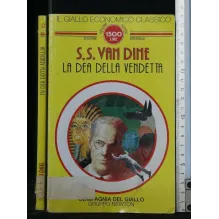 IL GIALLO ECONOMICO CLASSICO
1500
LIRE
S.S. VAN DINE
LA DEA DELLA VENDETTA
COMPAGNIA DEL GIALLO
GRUPPO NEWTON